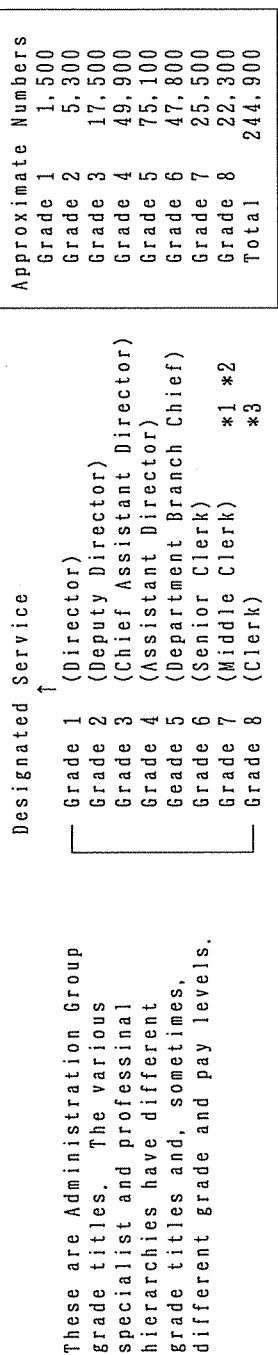 These are Administration Group
grade titles. The various
specialist and professinal
hierarchies have different
grade titles and, sometimes,
different grade and pay levels.
Designated Service
↑
Grade 1 (Director)
Grade 2 (Deputy Director)
Grade 3 (Chief Assistant Director)
Grade 4 (Assistant Director)
Geade 5 (Department Branch Chief)
Grade 6 (Senior Clerk)
Grade 7 (Middle Clerk) *1 *2
Grade 8 (Clerk) *3
Approximate Numbers
Grade 1 1,500
Grade 2 5,300
Grade 3 17,500
Grade 4 49,900
Grade 5 75,100
Grade 6 47,800
Grade 7 25,500
Grade 8 22,300
Total 244,900